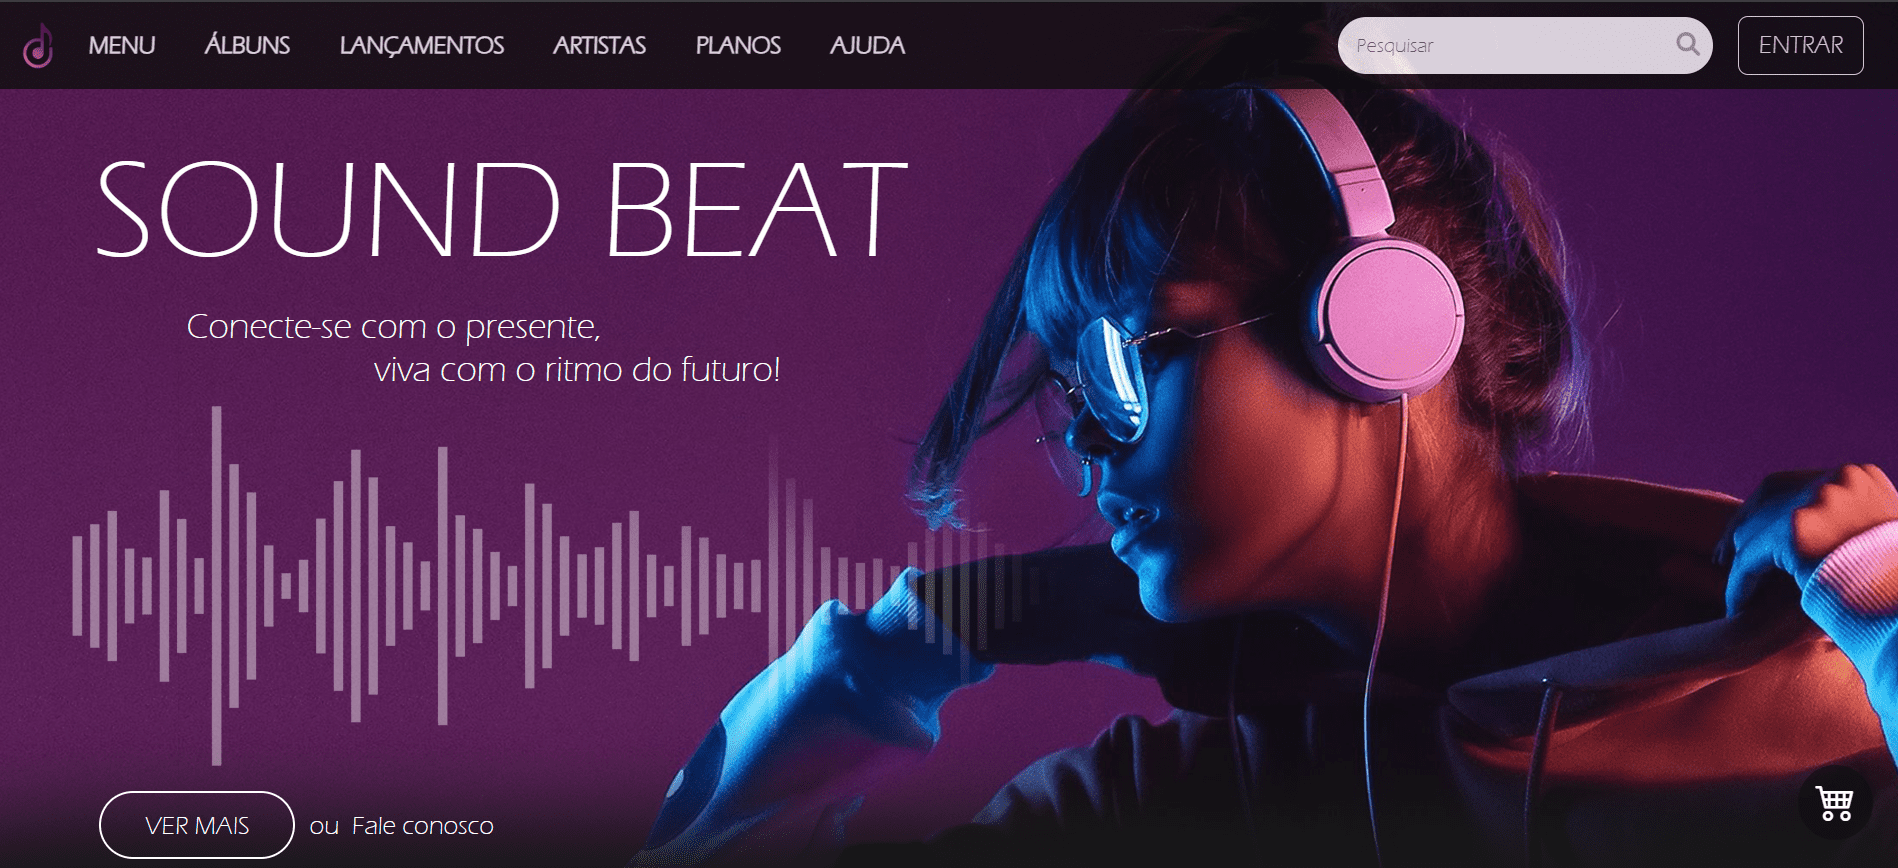 MENU
ÁLBUNS
LANÇAMENTOS
ARTISTAS
PLANOS
AJUDA
Pesquisar
ENTRAR
SOUND BEAT
Conecte-se com o presente,
viva com o ritmo do futuro!
VER MAIS
ou Fale conosco